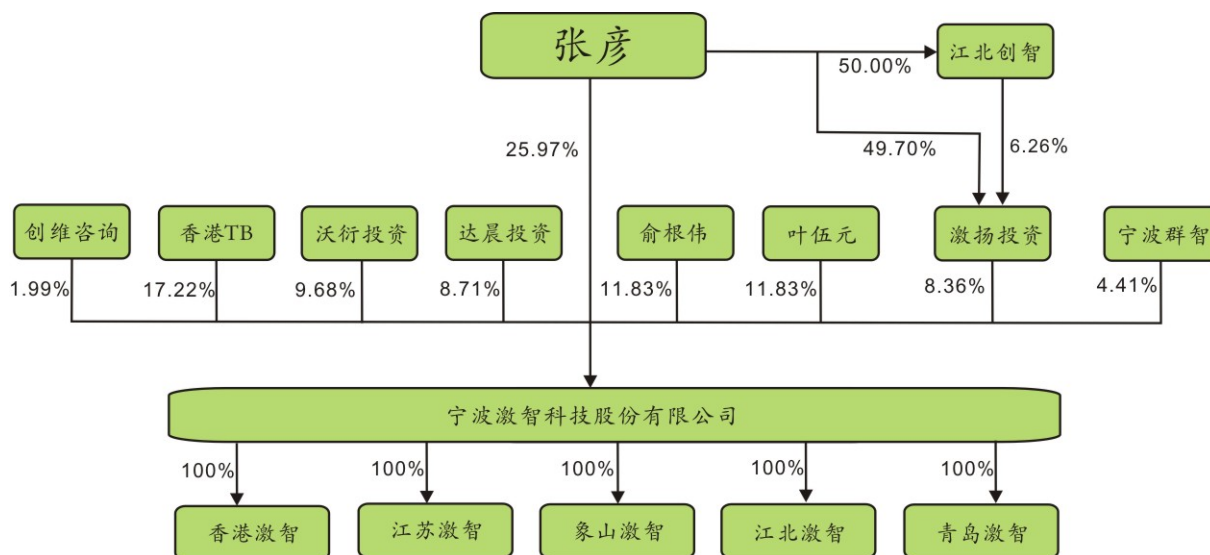 张彦
江北创智
50.00%
25.97%
49.70%
6.26%
创维咨询
香港TB
沃衍投资
达晨投资
俞根伟
叶伍元
激扬投资
宁波群智
1.99%
17.22%
9.68%
8.71%
11.83%
11.83%
8.36%
4.41%
宁波激智科技股份有限公司
100%
100%
100%
100%
100%
香港激智
江苏激智
象山激智
江北激智
青岛激智